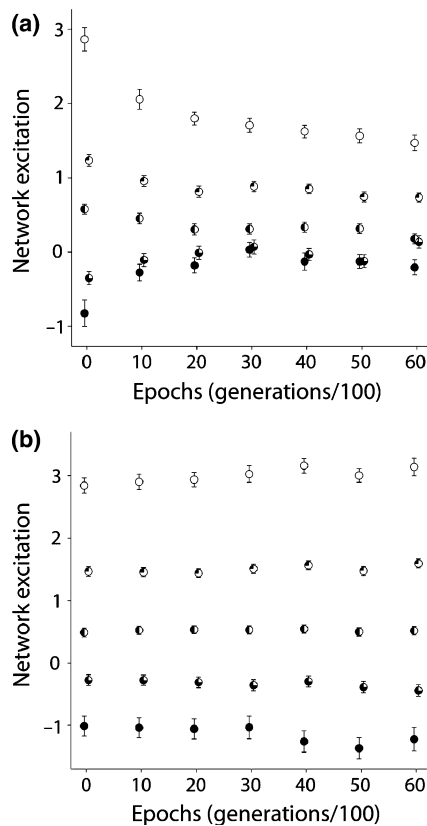 (a)
Network excitation
3
2
1
0
−1
0 10 20 30 40 50 60
Epochs (generations/100)
(b)
Network excitation
3
2
1
0
−1
0 10 20 30 40 50 60
Epochs (generations/100)